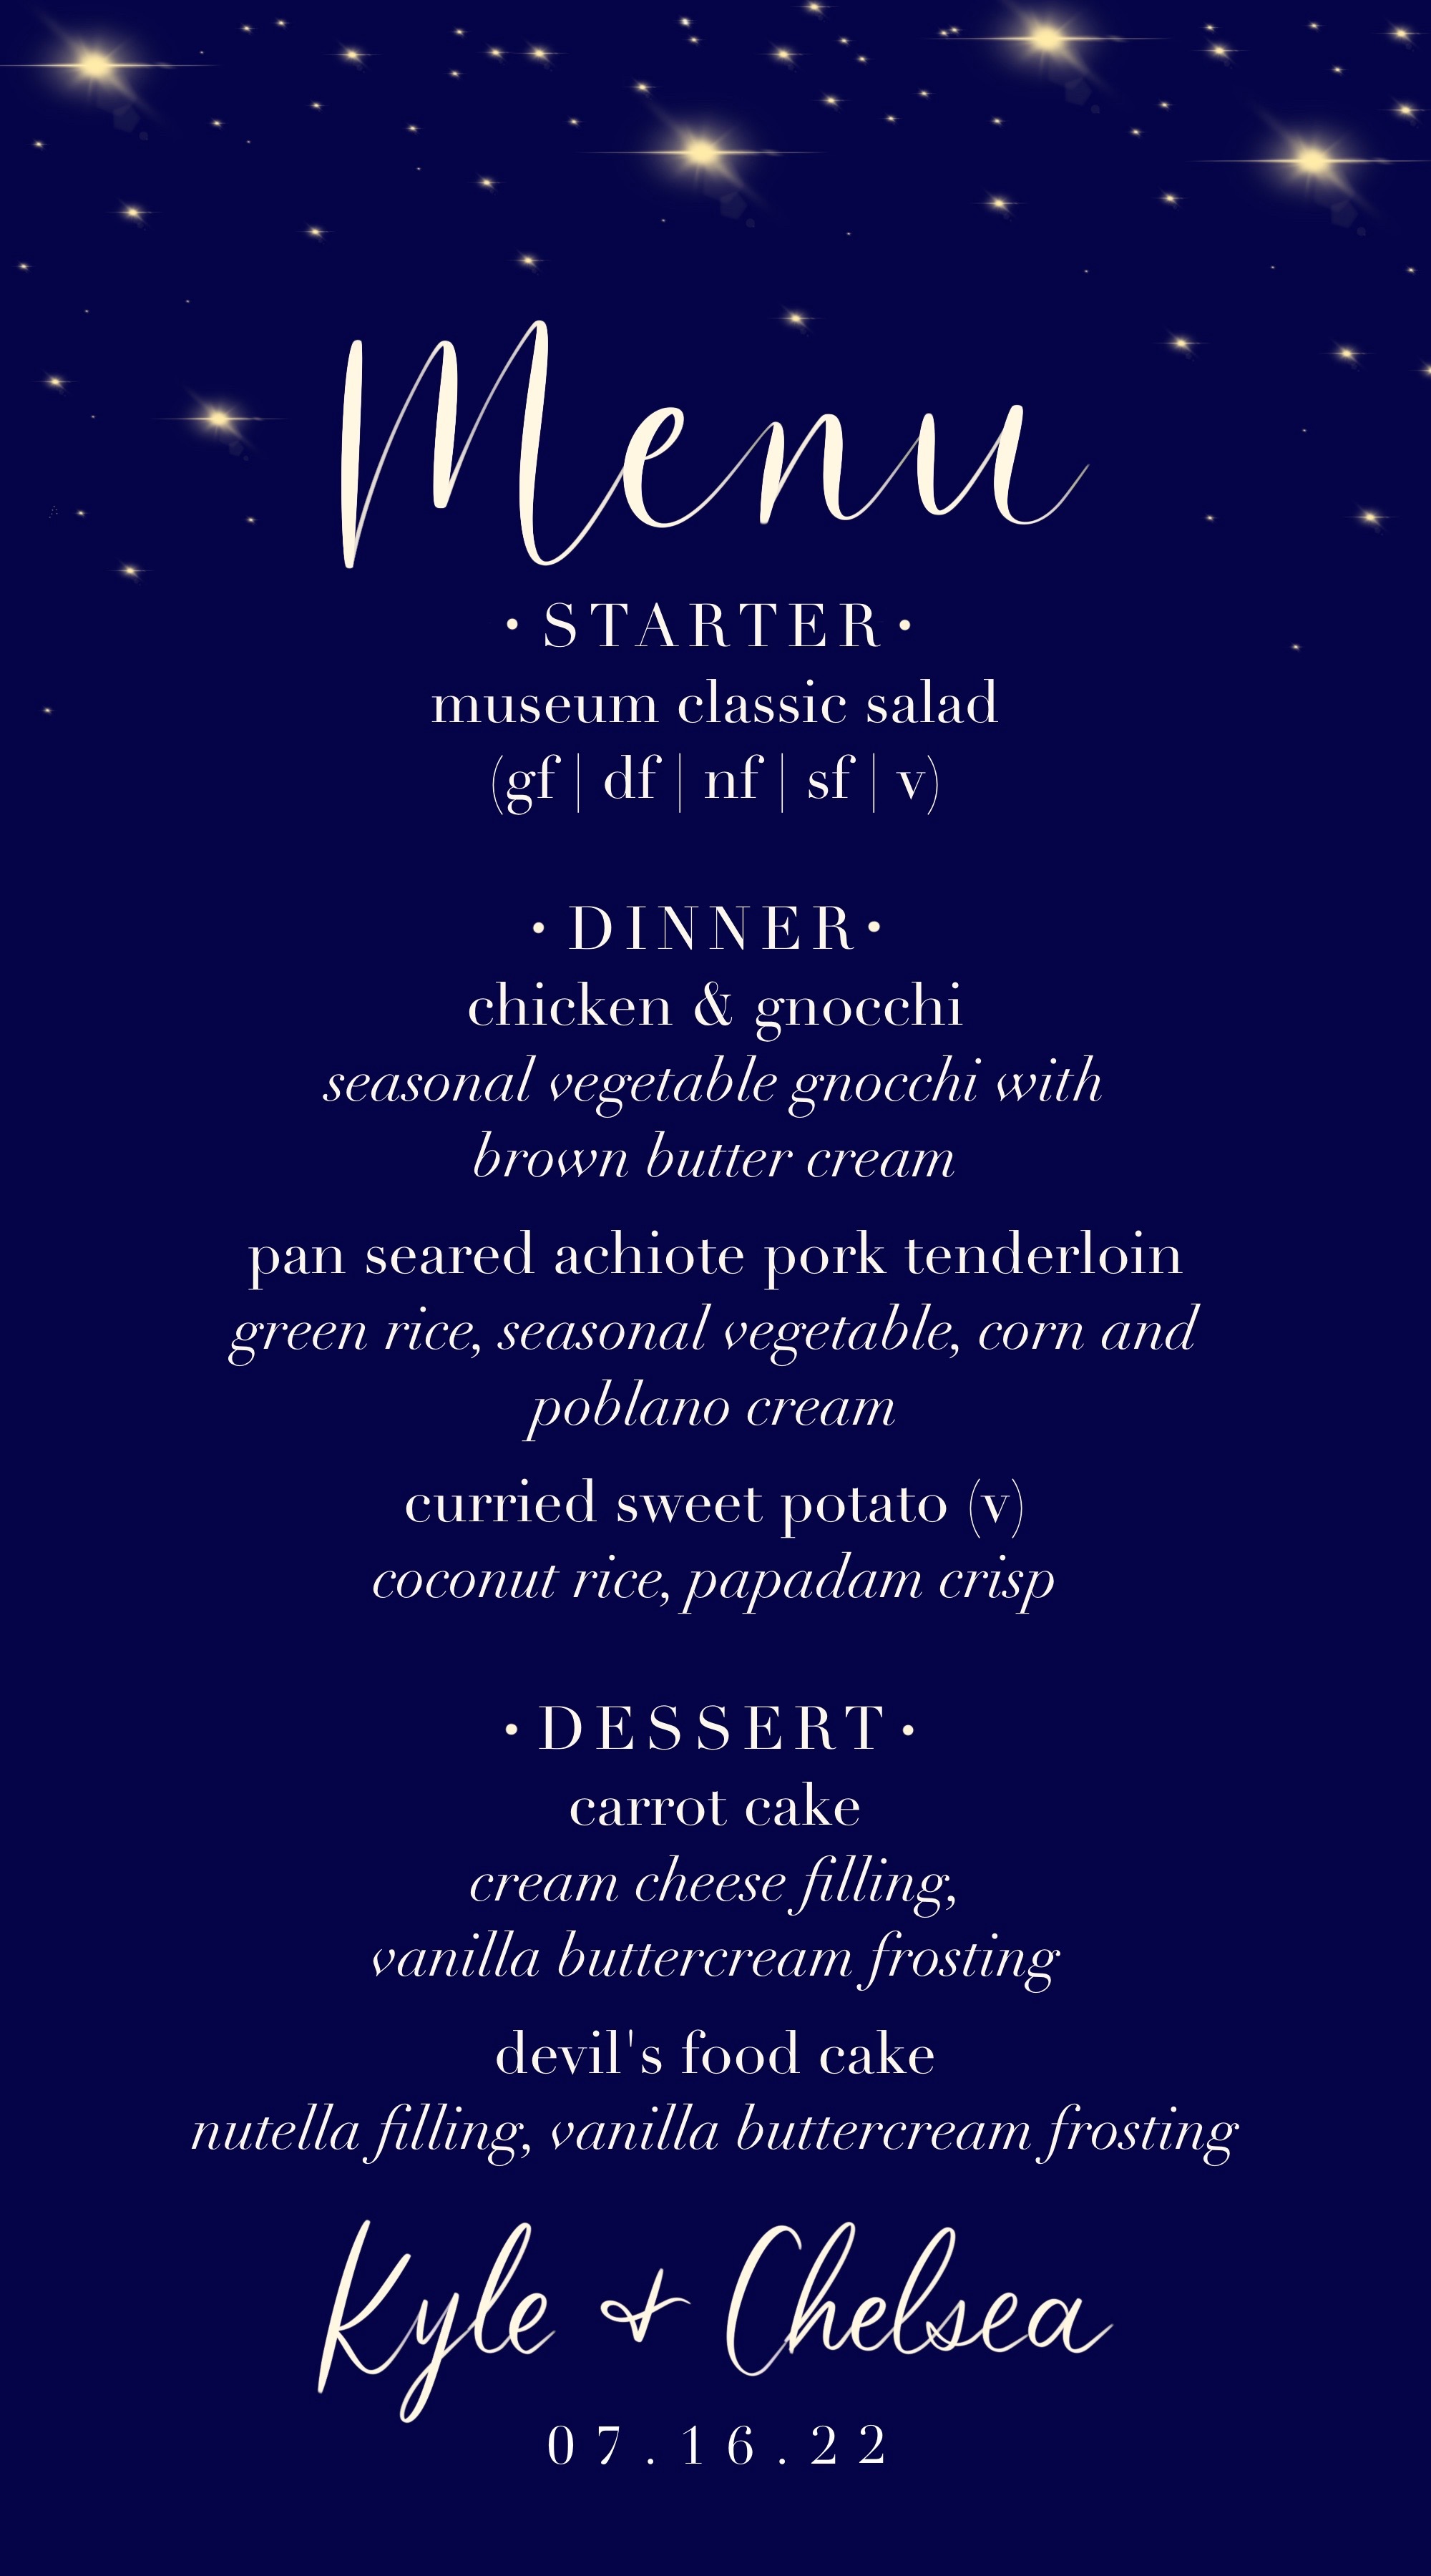 Menu
• STARTER •
museum classic salad
(gf | df | nf | sf | v)
• DINNER •
chicken & gnocchi
seasonal vegetable gnocchi with
brown butter cream
pan seared achiote pork tenderloin
green rice, seasonal vegetable, corn and
poblano cream
curried sweet potato (v)
coconut rice, papadam crisp
• DESSERT •
carrot cake
cream cheese filling,
vanilla buttercream frosting
devil's food cake
nutella filling, vanilla buttercream frosting
Kyle & Chelsea
07.16.22